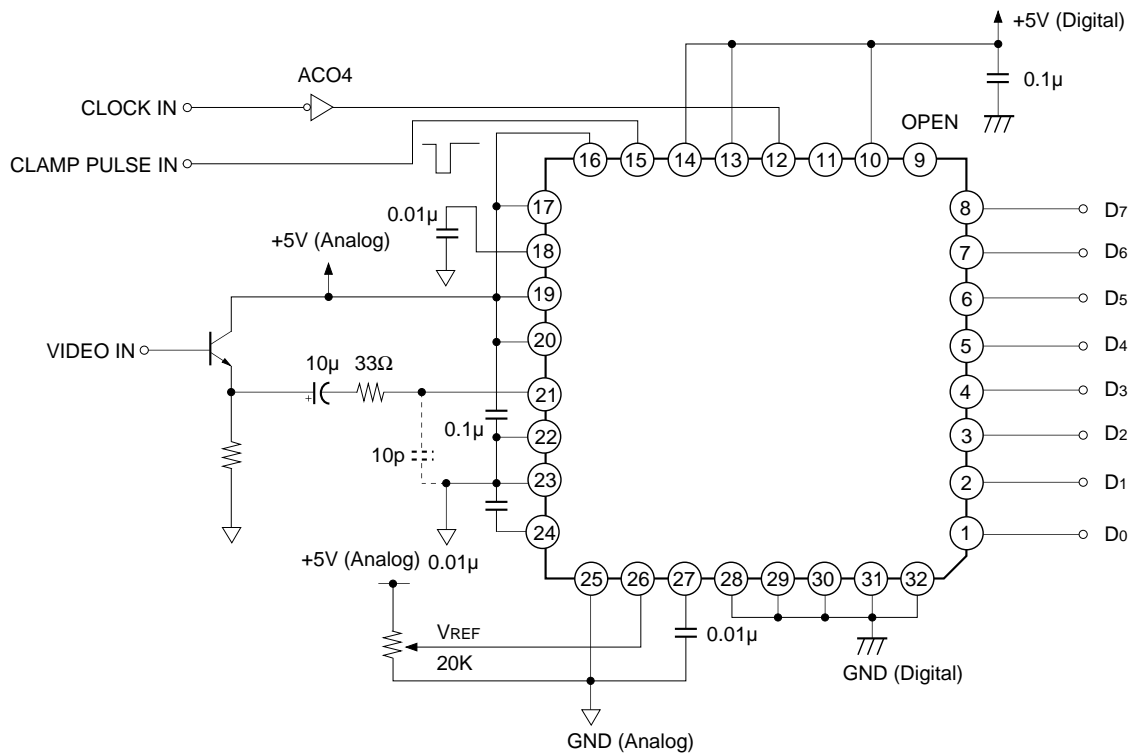 +5V (Digital)
ACO4
0.1µ
CLOCK IN
OPEN
CLAMP PULSE IN
16 15 14 13 12 11 10 9
17
0.01µ
8 D7
+5V (Analog)
18
7 D6
19
6 D5
20
VIDEO IN
5 D4
10µ 33Ω
+
21
4 D3
0.1µ
22
3 D2
10p
23
2 D1
24
1 D0
+5V (Analog) 0.01µ
25 26 27 28 29 30 31 32
VREF
0.01µ
20K
GND (Digital)
GND (Analog)